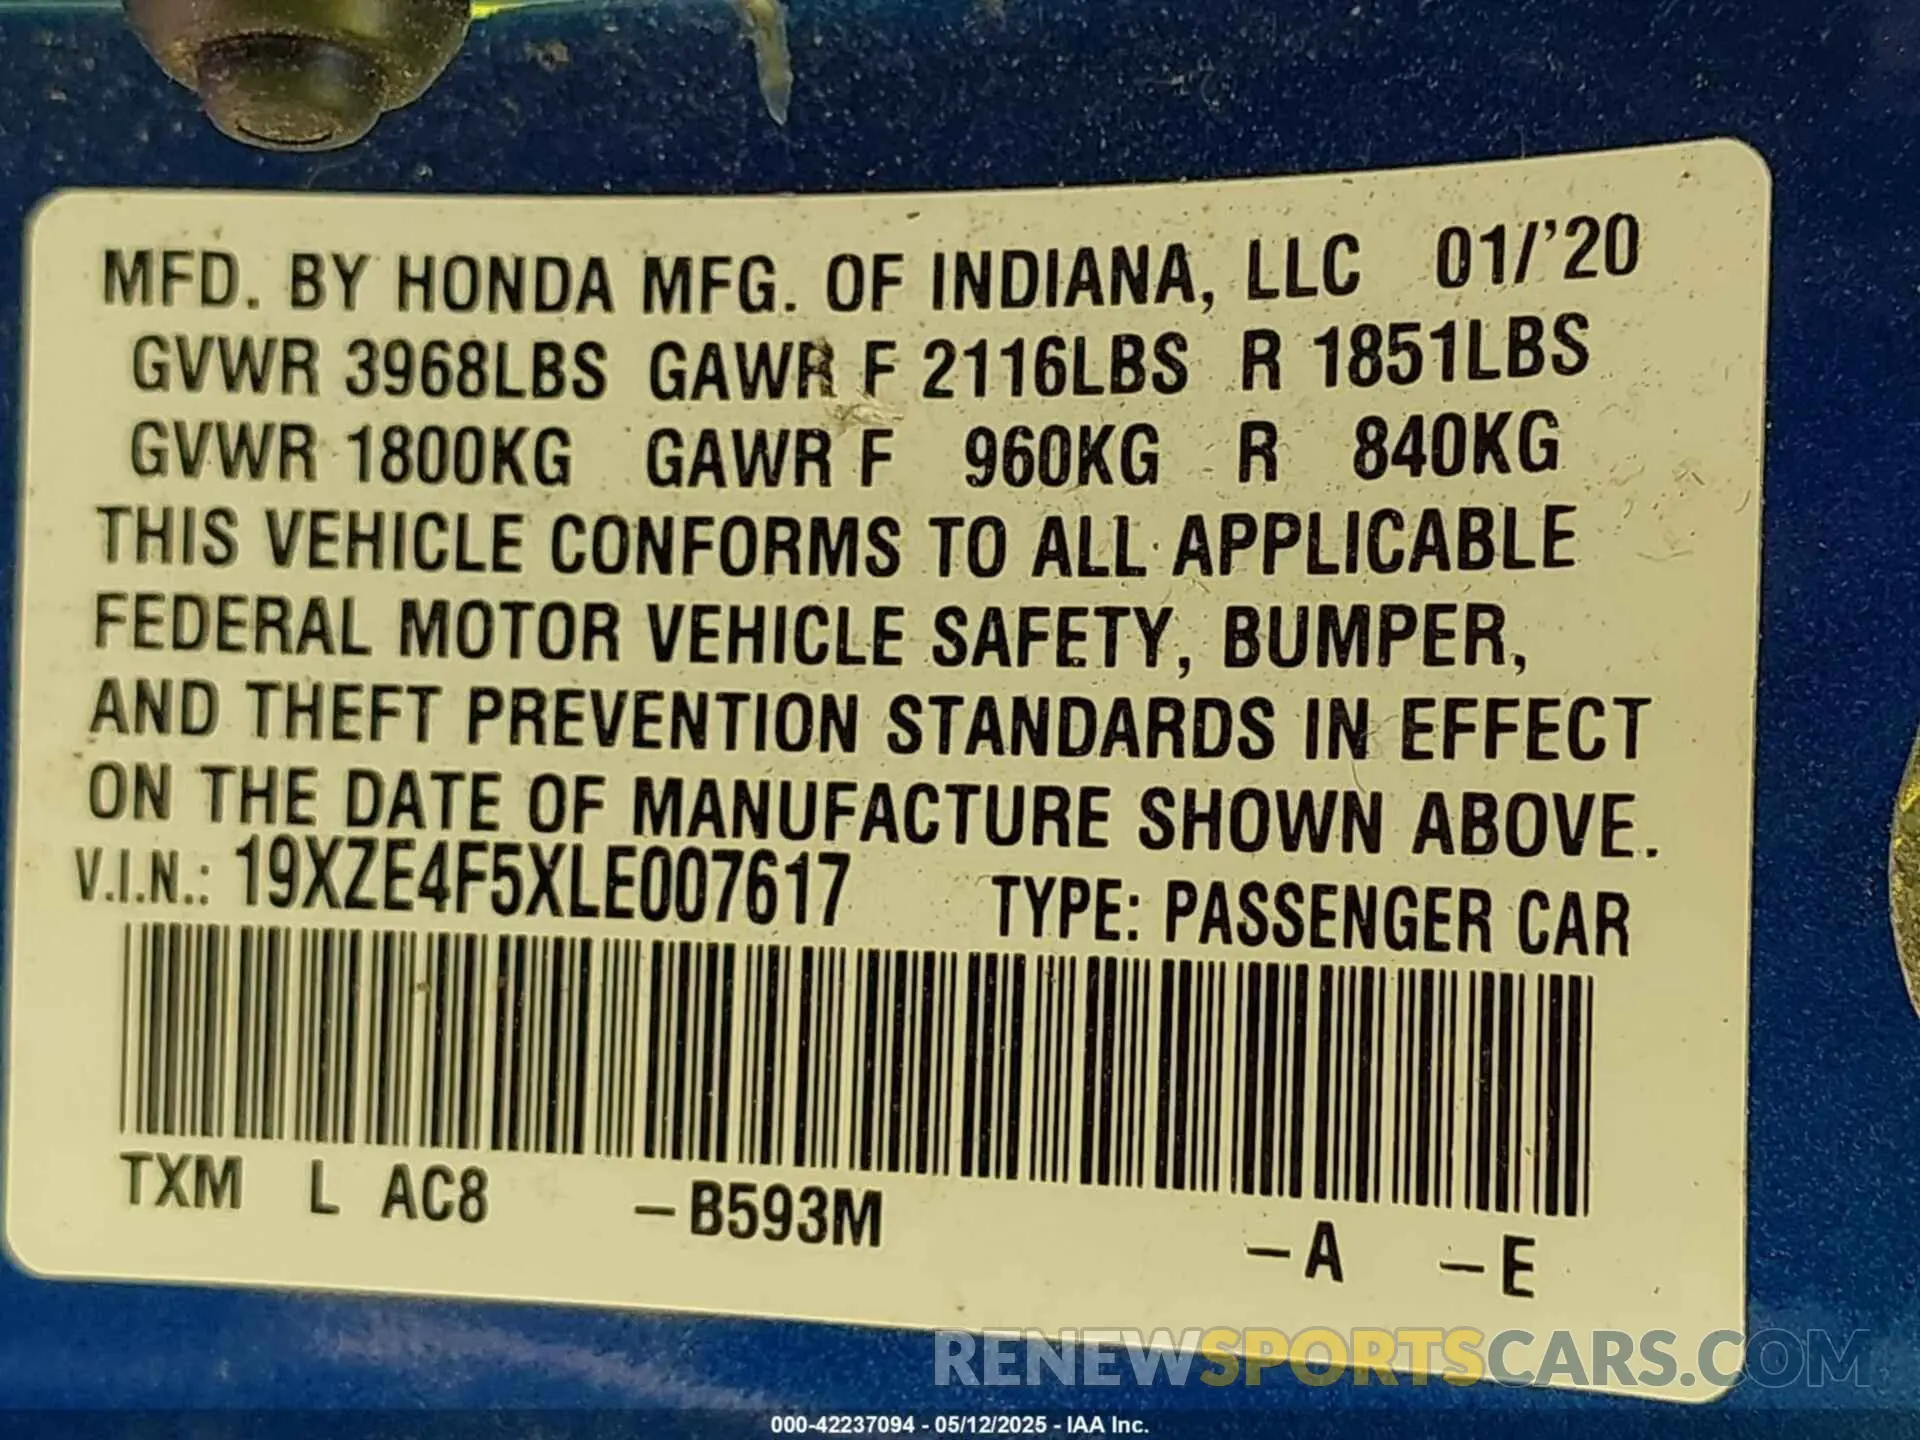 MFD. BY HONDA MFG. OF INDIANA, LLC 01/'20
GVWR 3968LBS GAWR F 2116LBS R 1851LBS
GVWR 1800KG GAWR F 960KG R 840KG
THIS VEHICLE CONFORMS TO ALL APPLICABLE
FEDERAL MOTOR VEHICLE SAFETY, BUMPER,
AND THEFT PREVENTION STANDARDS IN EFFECT
ON THE DATE OF MANUFACTURE SHOWN ABOVE.
V.I.N.: 19XZE4F5XLE007617 TYPE: PASSENGER CAR
TXM L AC8 -B593M -A -E
RENEWSPORTSCARS.COM
000-42237094 - 05/12/2025 - IAA Inc.